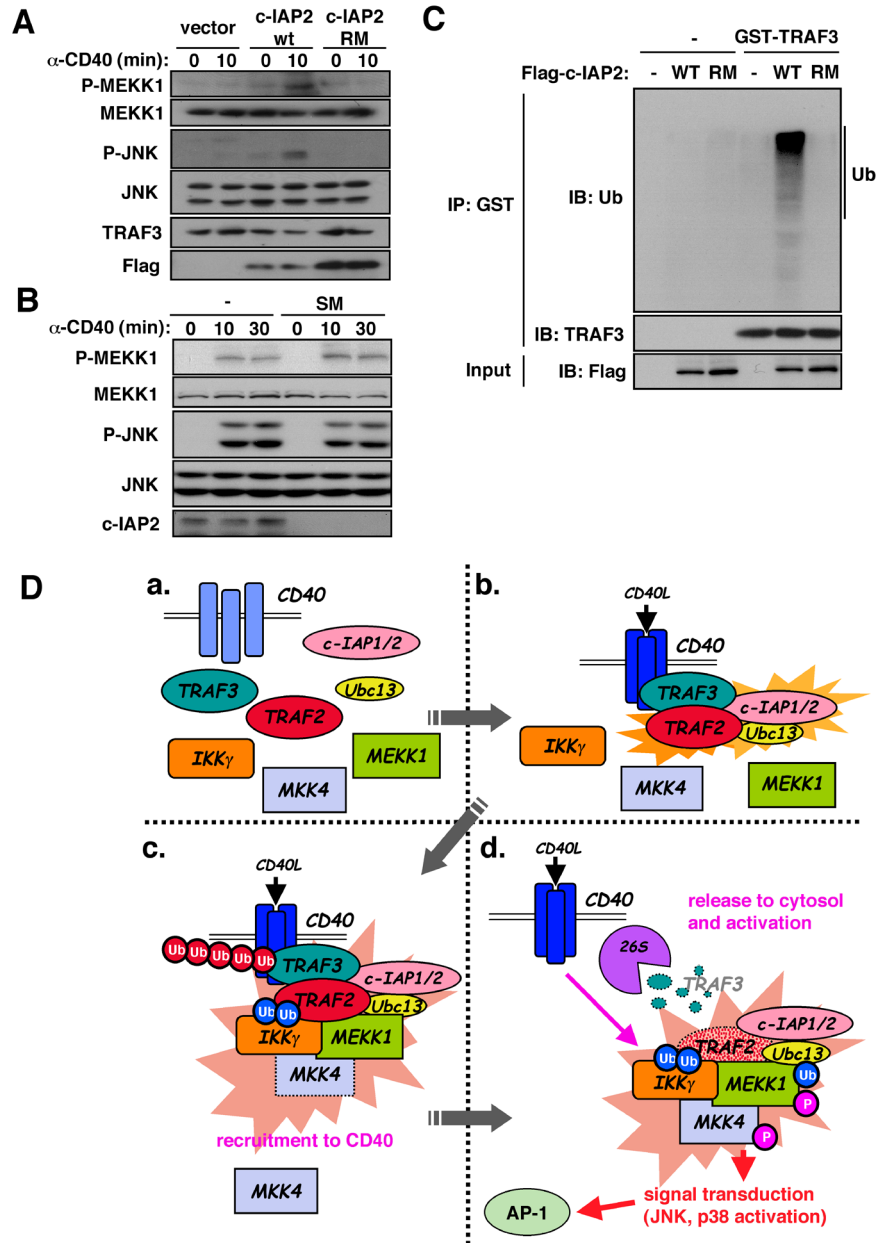 A
vector
c-IAP2 wt
c-IAP2 RM
α-CD40 (min):
0 10 0 10 0 10
P-MEKK1
MEKK1
P-JNK
JNK
TRAF3
Flag
B
- SM
α-CD40 (min):
0 10 30 0 10 30
P-MEKK1
MEKK1
P-JNK
JNK
c-IAP2
C
- GST-TRAF3
Flag-c-IAP2: - WT RM - WT RM
IP: GST
IB: Ub
Ub
IB: TRAF3
Input
IB: Flag
D
a.
CD40
c-IAP1/2
TRAF3
Ubc13
TRAF2
IKKγ
MEKK1
MKK4
b.
CD40L
CD40
TRAF3
c-IAP1/2
TRAF2
Ubc13
IKKγ
MKK4
MEKK1
c.
CD40L
CD40
Ub Ub Ub Ub Ub
TRAF3
c-IAP1/2
TRAF2
Ubc13
Ub Ub
IKKγ
MEKK1
MKK4
recruitment to CD40
MKK4
d.
CD40L
CD40
release to cytosol
and activation
26S
TRAF3
c-IAP1/2
TRAF2
Ubc13
Ub Ub
IKKγ
MEKK1
Ub
P
MKK4
P
signal transduction
(JNK, p38 activation)
AP-1